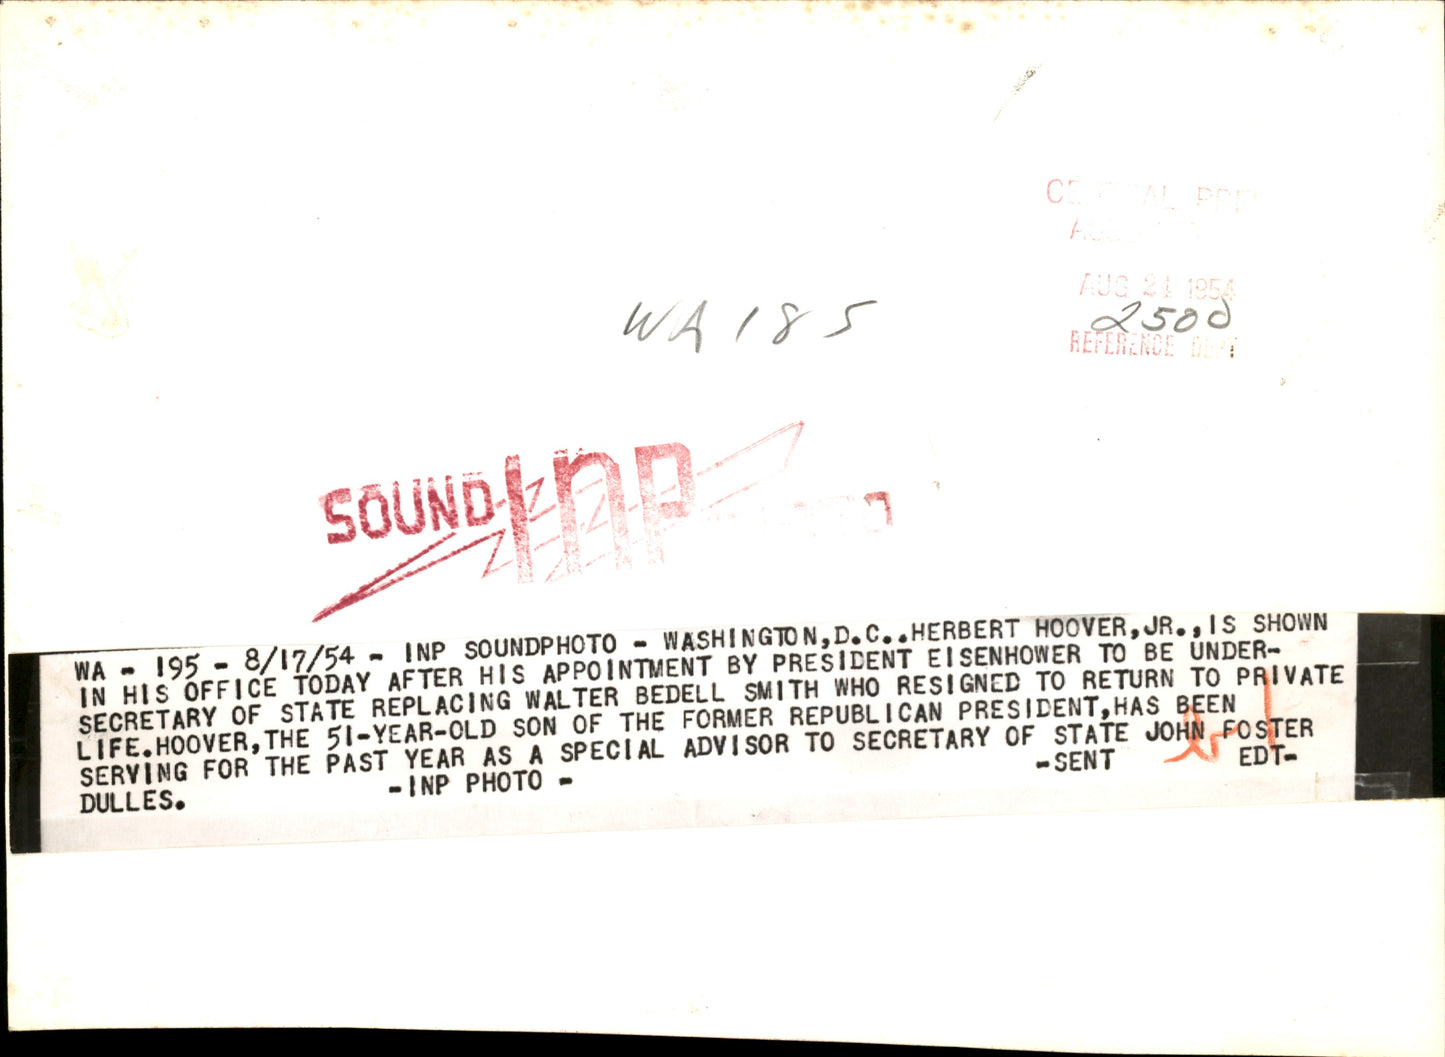 AUG 21 1954
2500
REFERENCE
WA 185
SOUND INP
WA - 195 - 8/17/54 - INP SOUNDPHOTO - WASHINGTON,D.C..HERBERT HOOVER,JR.,IS SHOWN
IN HIS OFFICE TODAY AFTER HIS APPOINTMENT BY PRESIDENT EISENHOWER TO BE UNDER-
SECRETARY OF STATE REPLACING WALTER BEDELL SMITH WHO RESIGNED TO RETURN TO PRIVATE
LIFE.HOOVER,THE 51-YEAR-OLD SON OF THE FORMER REPUBLICAN PRESIDENT,HAS BEEN
SERVING FOR THE PAST YEAR AS A SPECIAL ADVISOR TO SECRETARY OF STATE JOHN FOSTER
DULLES. -INP PHOTO - -SENT EDT-